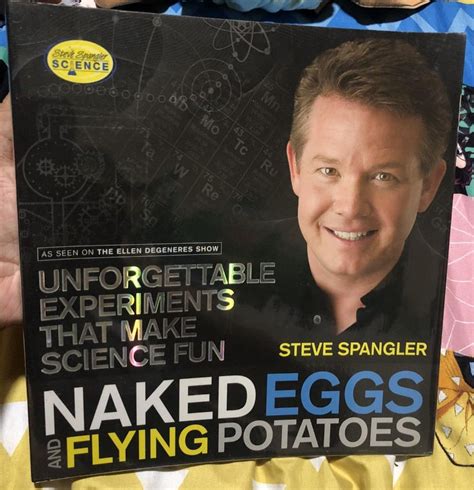 Steve Spangler
SCIENCE
AS SEEN ON THE ELLEN DEGENERES SHOW
UNFORGETTABLE
EXPERIMENTS
THAT MAKE
SCIENCE FUN
STEVE SPANGLER
NAKED EGGS
AND FLYING POTATOES